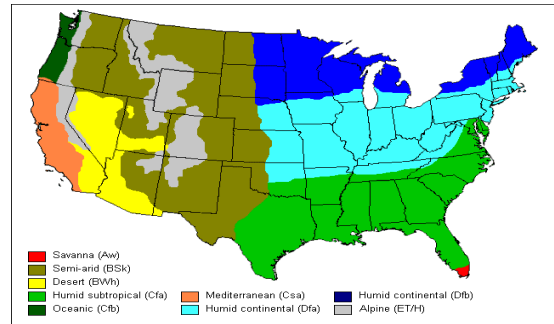 Savanna (Aw)
Semi-arid (BSk)
Desert (BWh)
Humid subtropical (Cfa)
Oceanic (Cfb)
Mediterranean (Csa)
Humid continental (Dfa)
Humid continental (Dfb)
Alpine (ET/H)